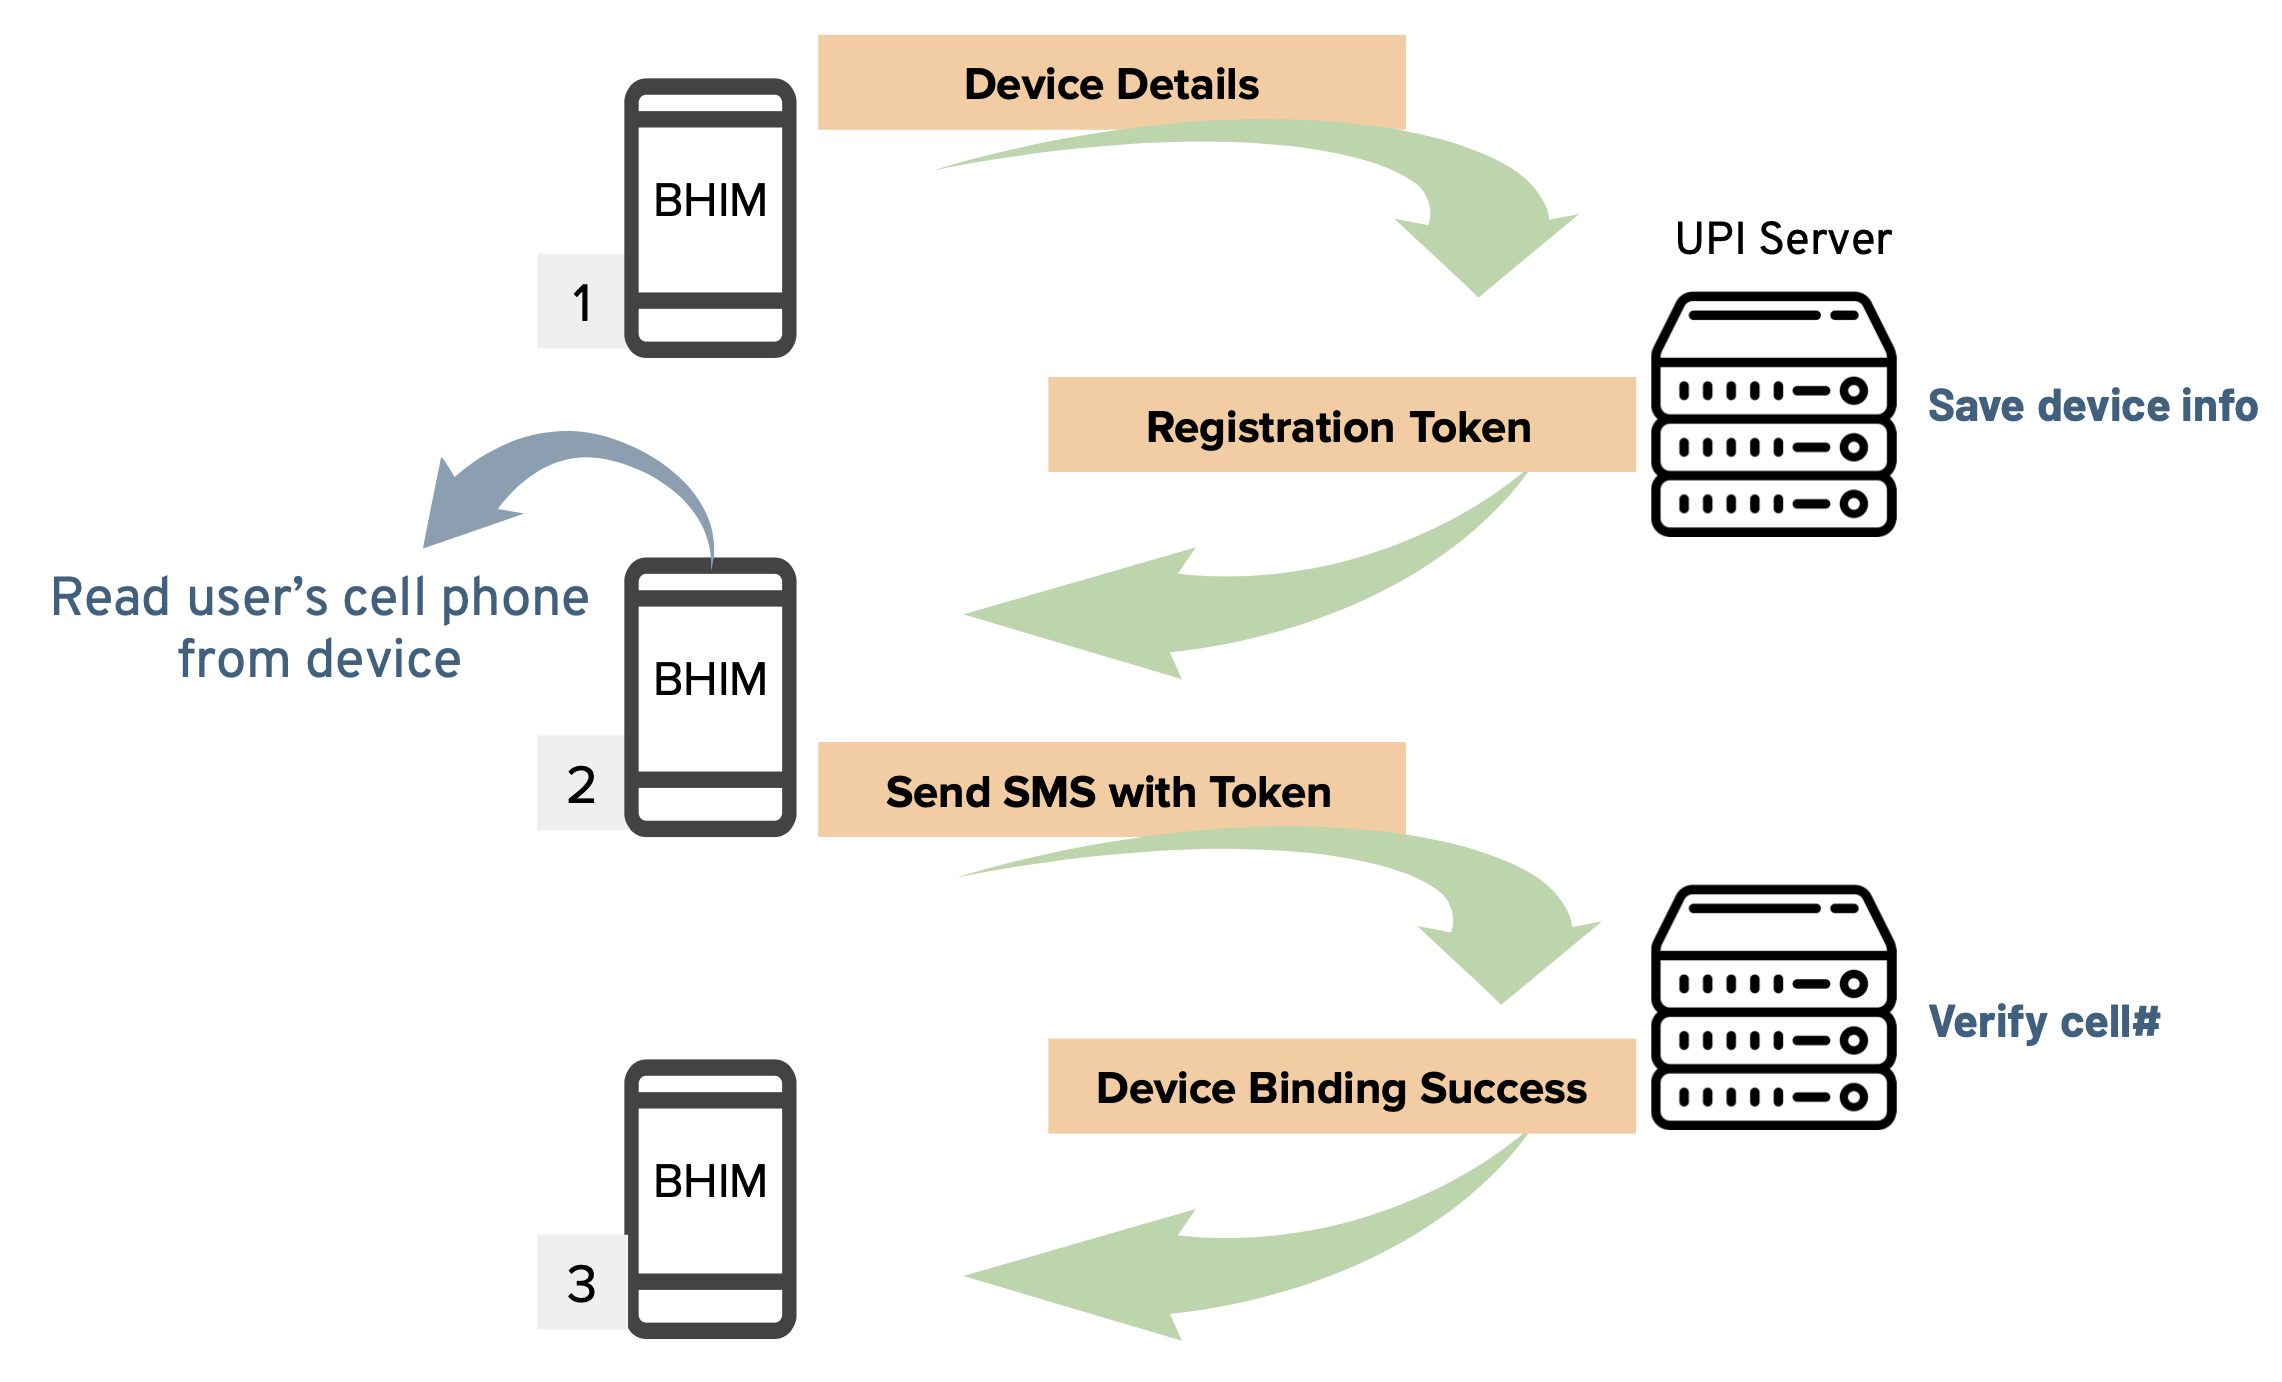 Device Details
BHIM
1
UPI Server
Save device info
Registration Token
Read user’s cell phone
from device
BHIM
2
Send SMS with Token
Verify cell#
Device Binding Success
BHIM
3